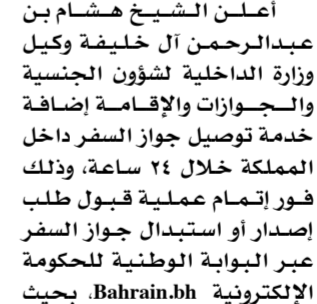 أعلن الشيخ هشام بن
عبدالرحمن آل خليفة وكيل
وزارة الداخلية لشؤون الجنسية
والجوازات والإقامة إضافة
خدمة توصيل جواز السفر داخل
المملكة خلال ٢٤ ساعة، وذلك
فور إتمام عملية قبول طلب
إصدار أو استبدال جواز السفر
عبر البوابة الوطنية للحكومة
الإلكترونية Bahrain.bh، بحيث